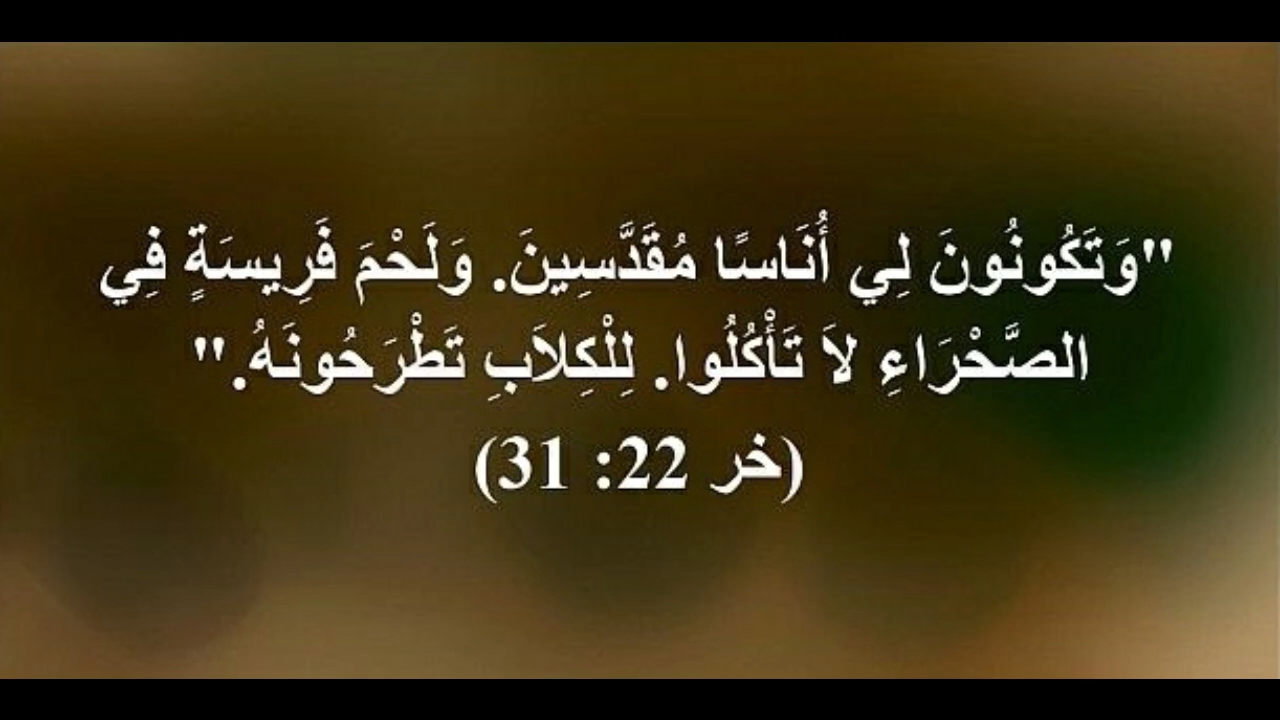 "وَتَكُونُونَ لِي أُنَاسًا مُقَدَّسِينَ. وَلَحْمَ فَرِيسَةٍ فِي
الصَّحْرَاءِ لاَ تَأْكُلُوا. لِلْكِلاَبِ تَطْرَحُونَهُ."
(خر 22: 31)